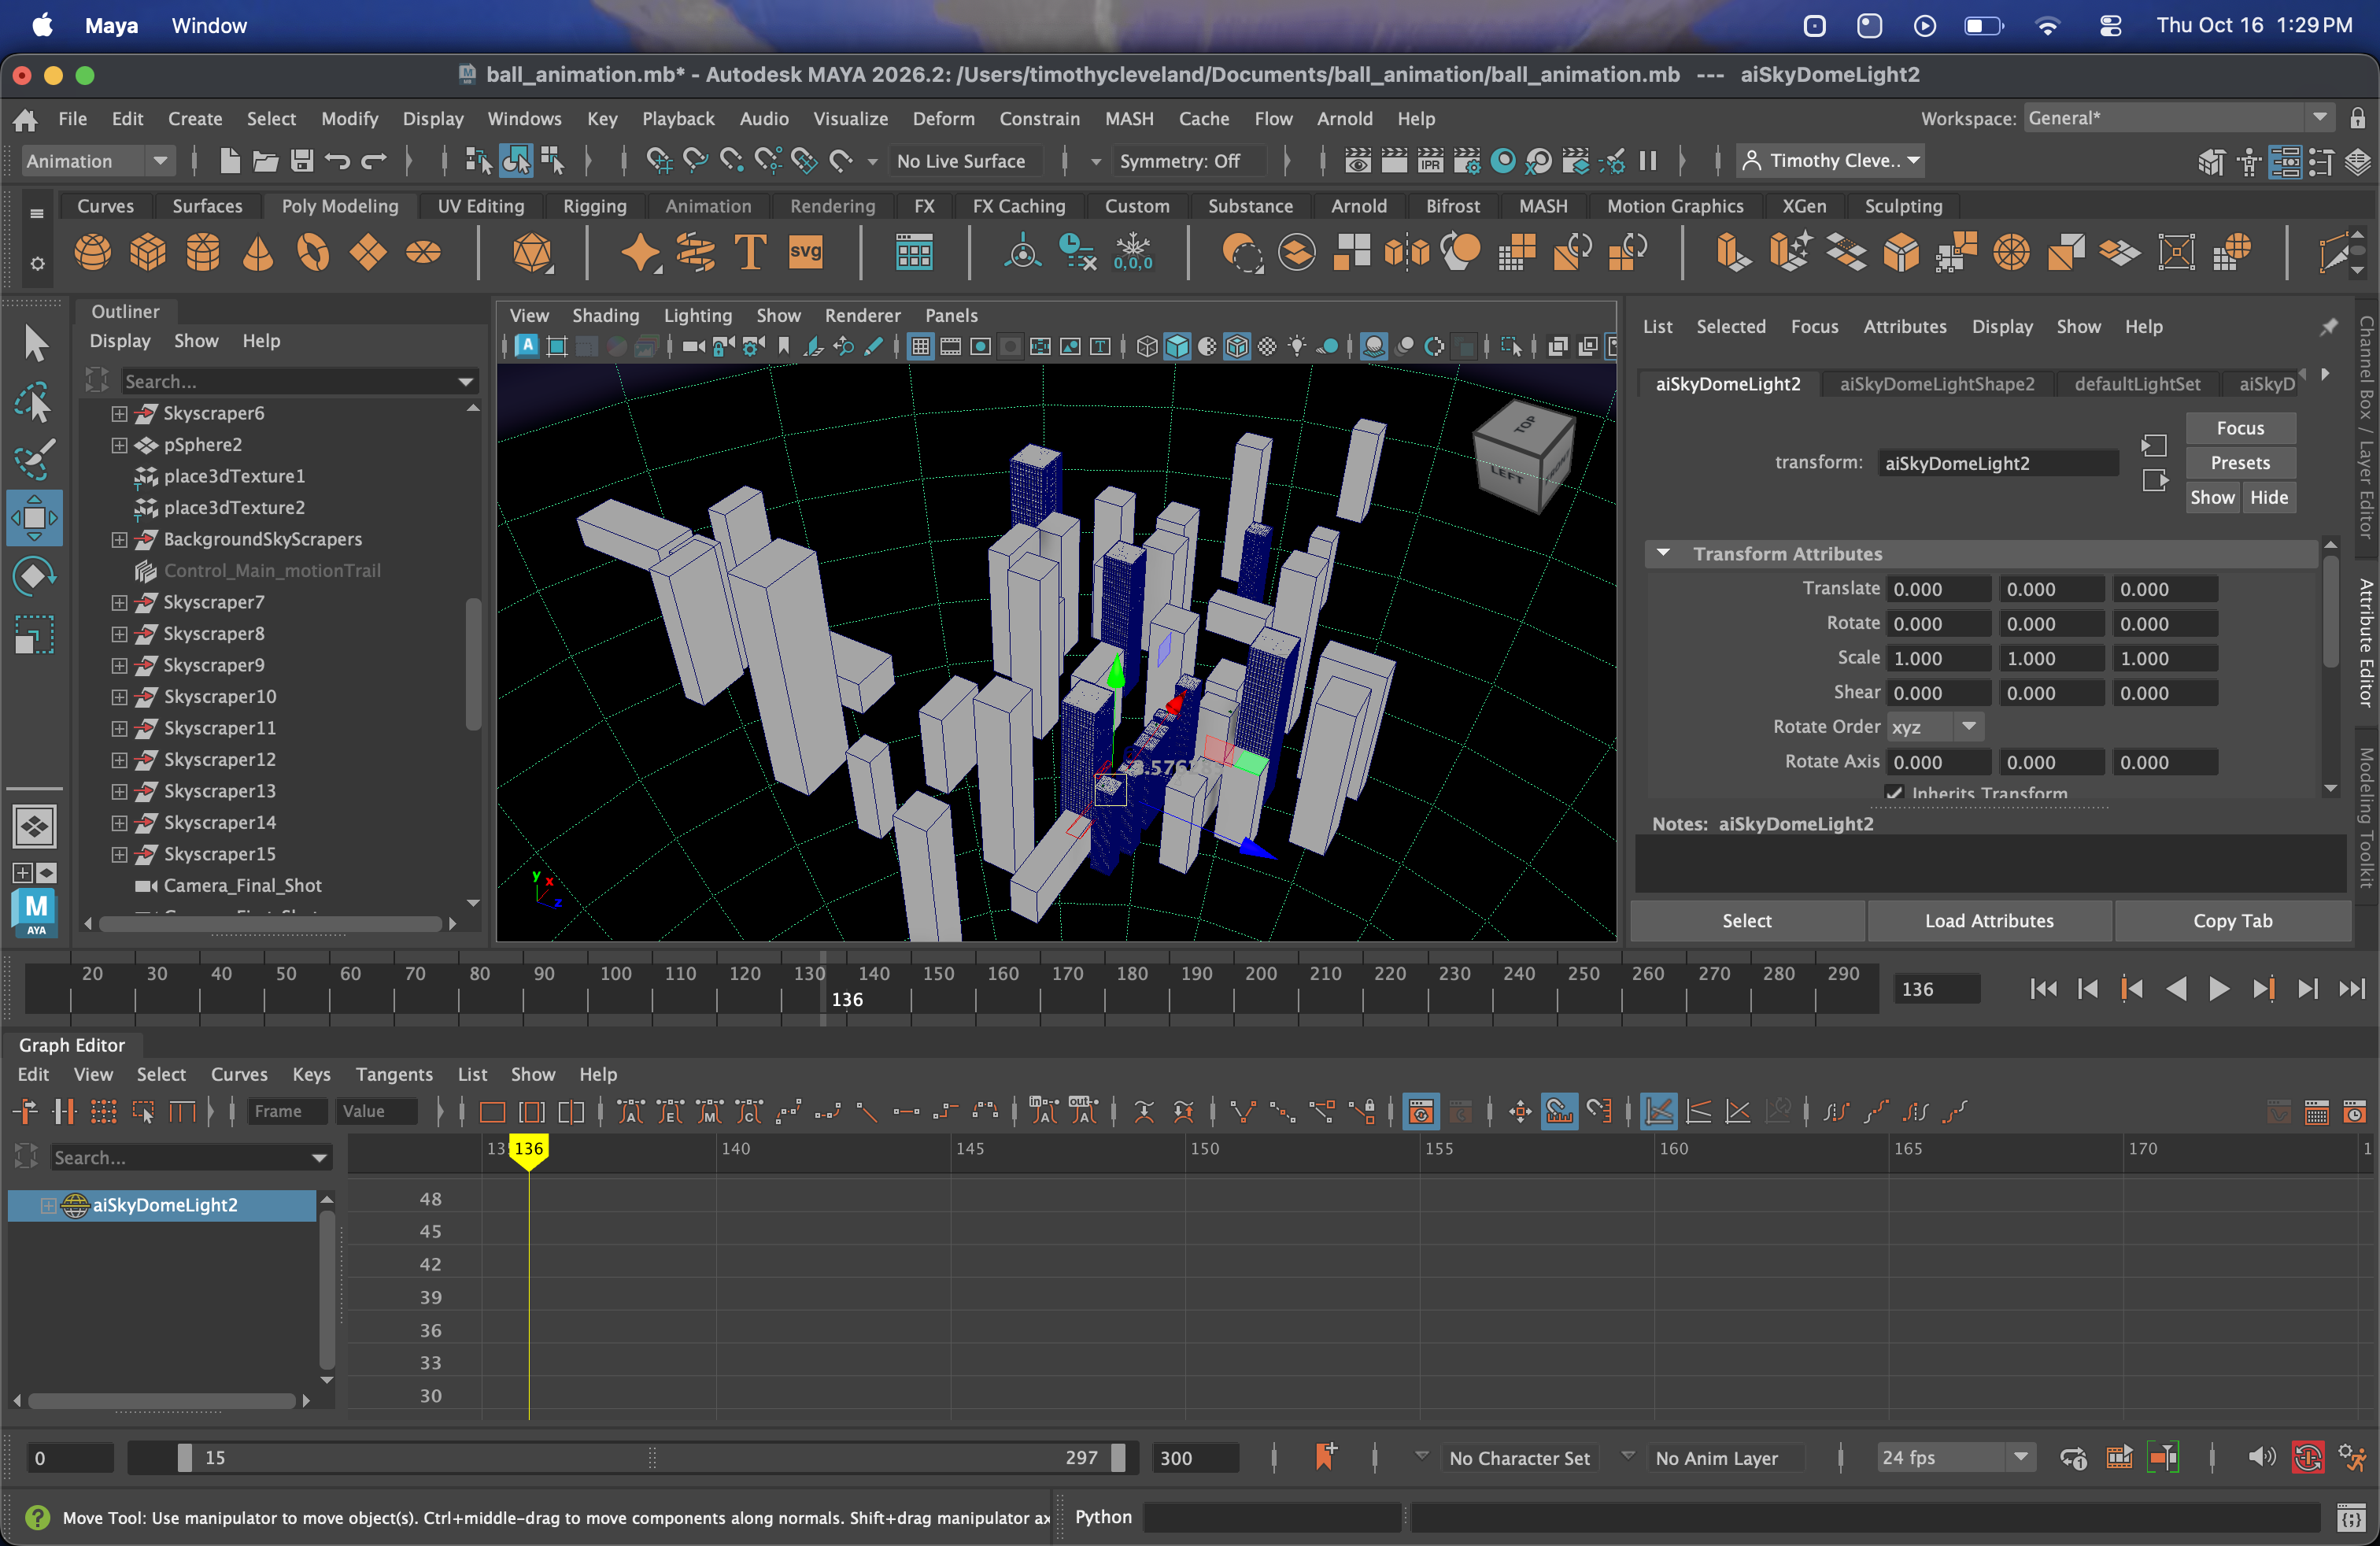 Maya Window Thu Oct 16 1:29 PM
ball_animation.mb* - Autodesk MAYA 2026.2: /Users/timothycleveland/Documents/ball_animation/ball_animation.mb --- aiSkyDomeLight2
File Edit Create Select Modify Display Windows Key Playback Audio Visualize Deform Constrain MASH Cache Flow Arnold Help Workspace: General*
Animation No Live Surface Symmetry: Off IPR Timothy Cleve..
Curves Surfaces Poly Modeling UV Editing Rigging Animation Rendering FX FX Caching Custom Substance Arnold Bifrost MASH Motion Graphics XGen Sculpting
T svg 0,0,0
Outliner
Display Show Help
Search...
Skyscraper6
pSphere2
place3dTexture1
place3dTexture2
BackgroundSkyScrapers
Control_Main_motionTrail
Skyscraper7
Skyscraper8
Skyscraper9
Skyscraper10
Skyscraper11
Skyscraper12
Skyscraper13
Skyscraper14
Skyscraper15
Camera_Final_Shot
M
AYA
View Shading Lighting Show Renderer Panels
TOP
LEFT
y x z
List Selected Focus Attributes Display Show Help
aiSkyDomeLight2 aiSkyDomeLightShape2 defaultLightSet aiSkyD
transform: aiSkyDomeLight2
Focus
Presets
Show Hide
Transform Attributes
Translate 0.000 0.000 0.000
Rotate 0.000 0.000 0.000
Scale 1.000 1.000 1.000
Shear 0.000 0.000 0.000
Rotate Order xyz
Rotate Axis 0.000 0.000 0.000
Inherits Transform
Notes: aiSkyDomeLight2
Select Load Attributes Copy Tab
Channel Box / Layer Editor
Attribute Editor
Modeling Toolkit
20 30 40 50 60 70 80 90 100 110 120 130 140 150 160 170 180 190 200 210 220 230 240 250 260 270 280 290
136
136
Graph Editor
Edit View Select Curves Keys Tangents List Show Help
Frame Value
Search...
136 140 145 150 155 160 165 170
aiSkyDomeLight2
48
45
42
39
36
33
30
0 15 297 300 No Character Set No Anim Layer 24 fps
Move Tool: Use manipulator to move object(s). Ctrl+middle-drag to move components along normals. Shift+drag manipulator ax Python